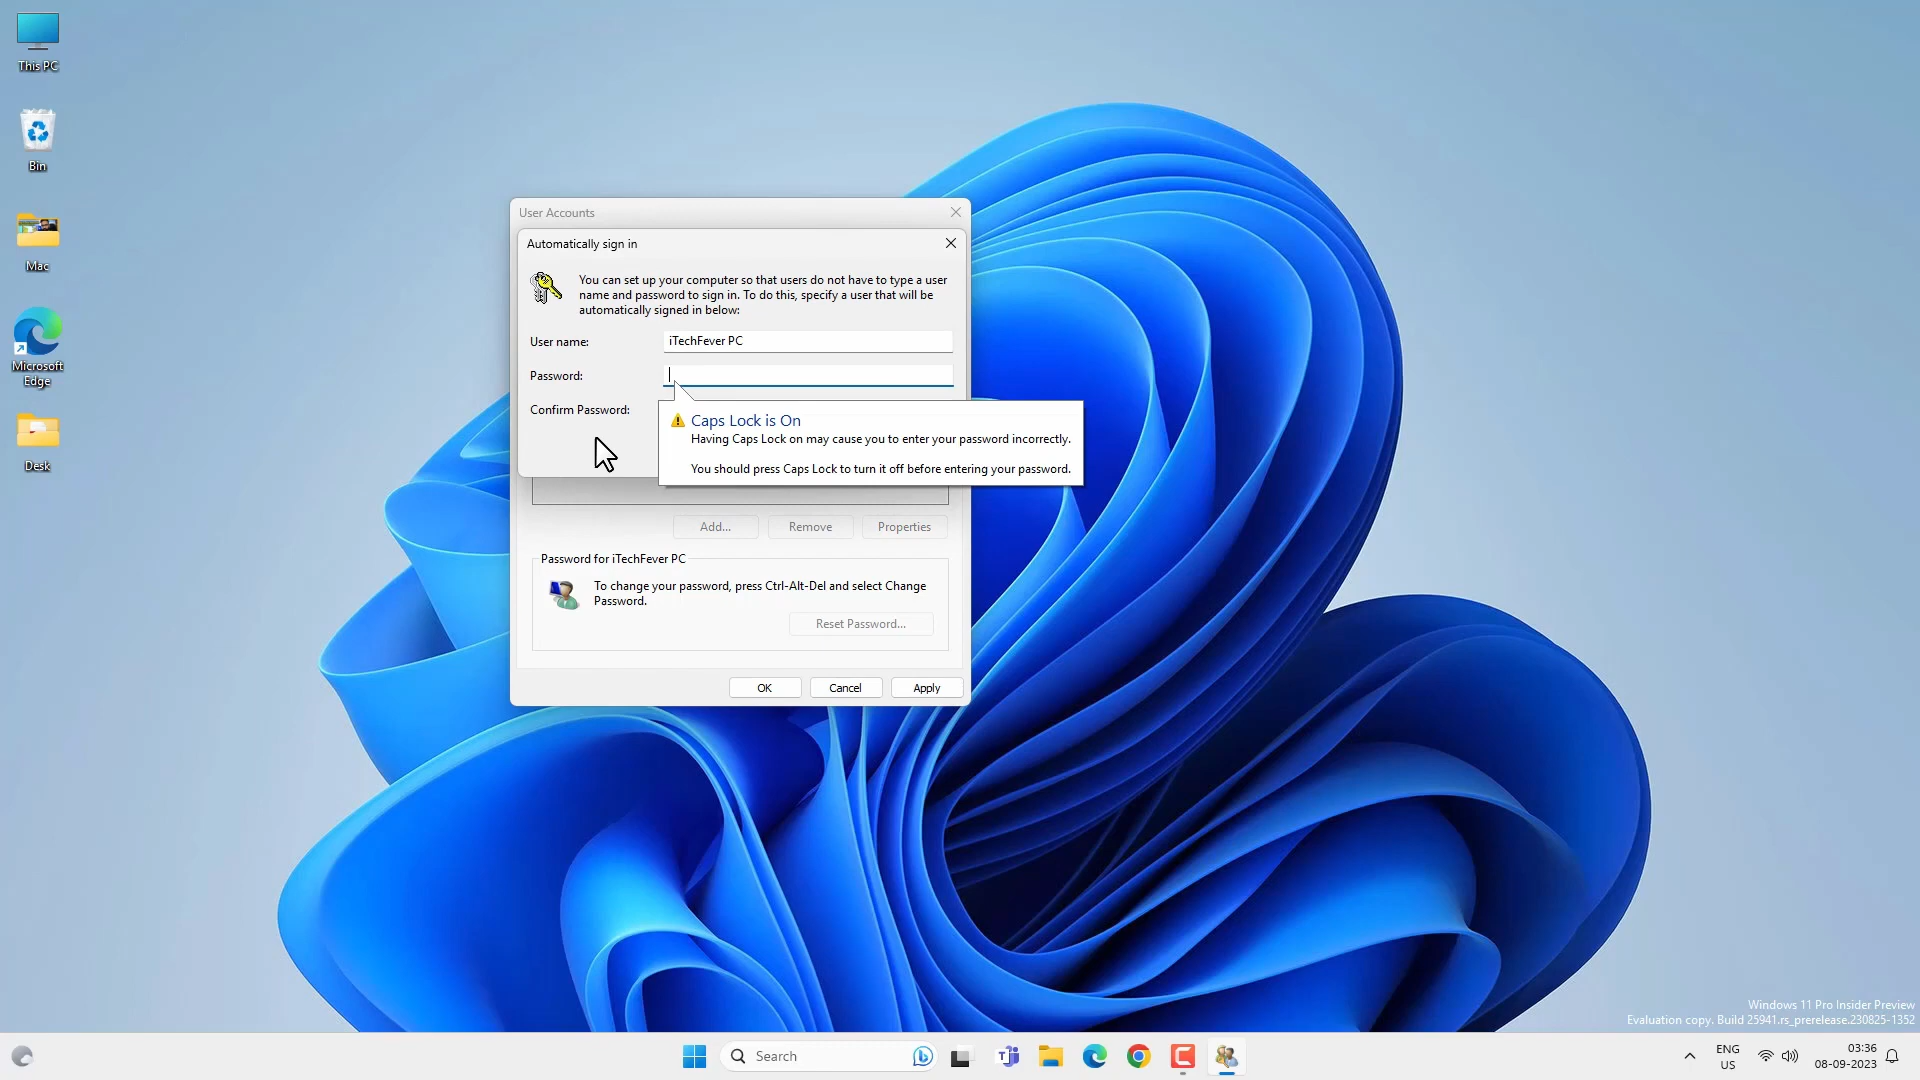 This PC
Bin
Mac
Microsoft
Edge
Desk
User Accounts
Automatically sign in
You can set up your computer so that users do not have to type a user
name and password to sign in. To do this, specify a user that will be
automatically signed in below:
User name:
iTechFever PC
Password:
Confirm Password:
Caps Lock is On
Having Caps Lock on may cause you to enter your password incorrectly.
You should press Caps Lock to turn it off before entering your password.
Add...
Remove
Properties
Password for iTechFever PC
To change your password, press Ctrl-Alt-Del and select Change
Password.
Reset Password...
OK
Cancel
Apply
Windows 11 Pro Insider Preview
Evaluation copy. Build 25941.rs_prerelease.230825-1352
Search
ENG
US
03:36
08-09-2023